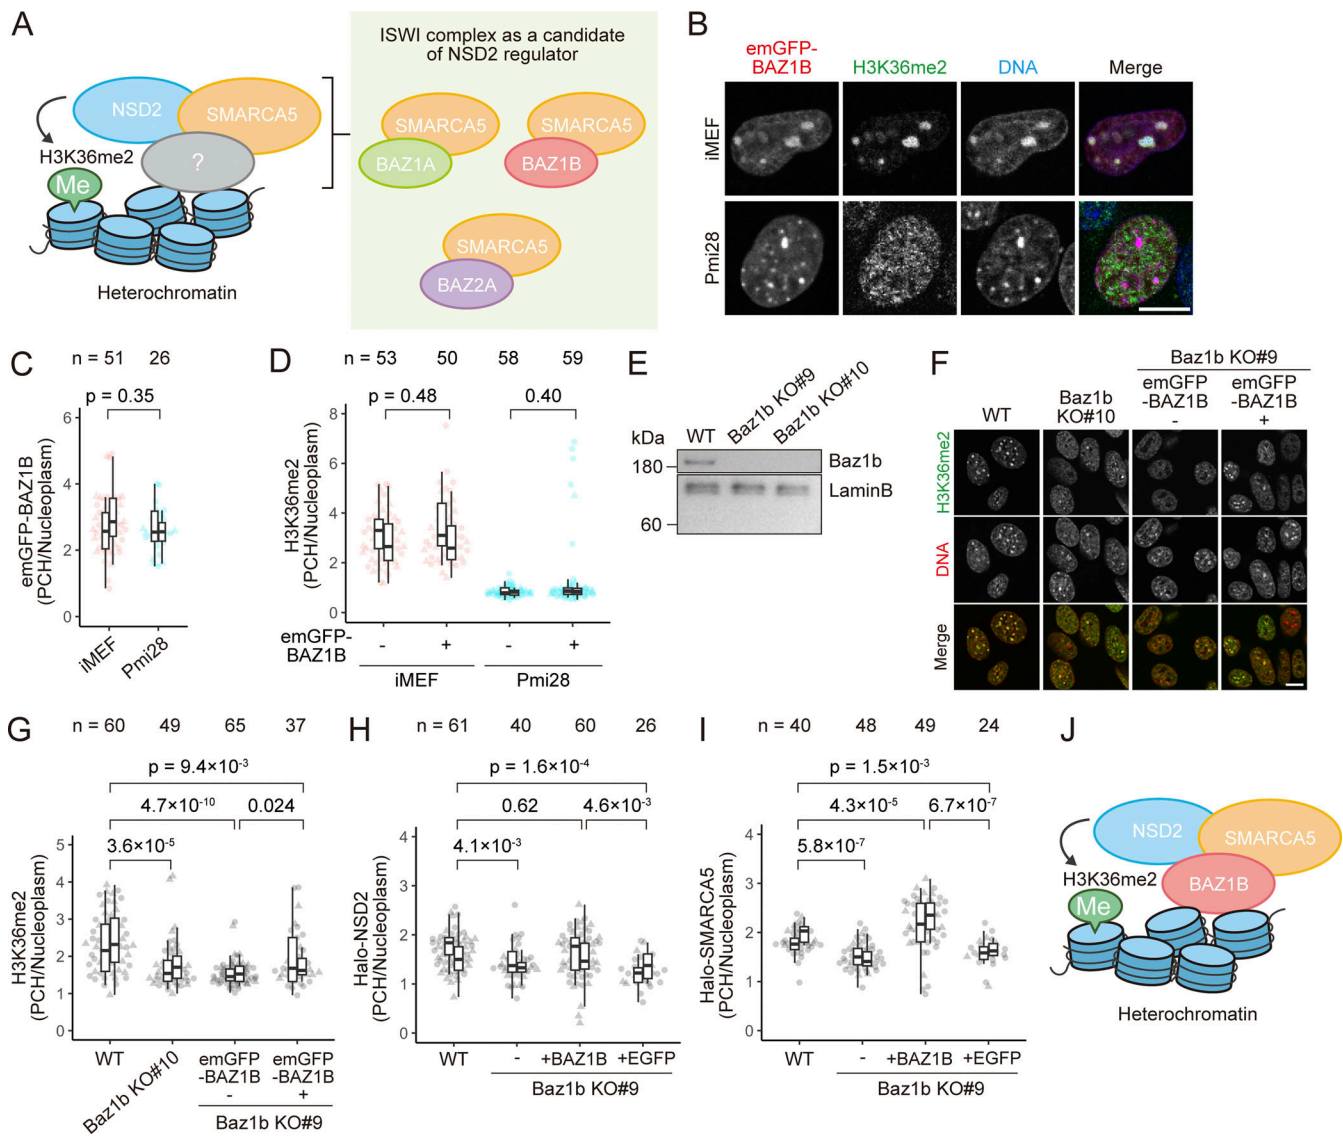 A
ISWI complex as a candidate
of NSD2 regulator
NSD2
SMARCA5
?
H3K36me2
Me
Heterochromatin
SMARCA5
BAZ1A
SMARCA5
BAZ1B
SMARCA5
BAZ2A
B
emGFP-
BAZ1B
H3K36me2
DNA
Merge
iMEF
Pmi28
C
n = 51 26
p = 0.35
emGFP-BAZ1B
(PCH/Nucleoplasm)
6
4
2
0
iMEF
Pmi28
D
n = 53 50 58 59
p = 0.48
0.40
H3K36me2
(PCH/Nucleoplasm)
8
6
4
2
0
emGFP-
BAZ1B
- + - +
iMEF Pmi28
E
WT
Baz1b KO#9
Baz1b KO#10
kDa
180
60
Baz1b
LaminB
F
Baz1b KO#9
WT
Baz1b
KO#10
emGFP
-BAZ1B
-
emGFP
-BAZ1B
+
H3K36me2
DNA
Merge
G
n = 60 49 65 37
p = 9.4×10⁻³
4.7×10⁻¹⁰
0.024
3.6×10⁻⁵
H3K36me2
(PCH/Nucleoplasm)
5
4
3
2
1
0
WT
Baz1b KO#10
emGFP
-BAZ1B
-
emGFP
-BAZ1B
+
Baz1b KO#9
H
n = 61 40 60 26
p = 1.6×10⁻⁴
0.62
4.6×10⁻³
4.1×10⁻³
Halo-NSD2
(PCH/Nucleoplasm)
4
3
2
1
0
WT - +BAZ1B +EGFP
Baz1b KO#9
I
n = 40 48 49 24
p = 1.5×10⁻³
4.3×10⁻⁵
6.7×10⁻⁷
5.8×10⁻⁷
Halo-SMARCA5
(PCH/Nucleoplasm)
4
3
2
1
0
WT - +BAZ1B +EGFP
Baz1b KO#9
J
NSD2
SMARCA5
BAZ1B
H3K36me2
Me
Heterochromatin